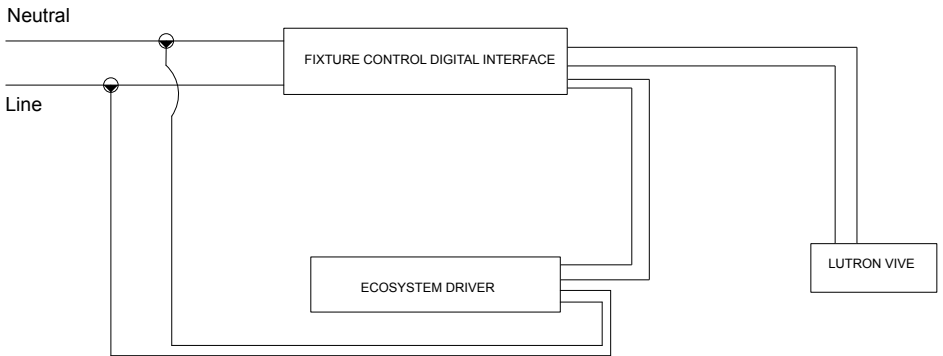 Neutral
FIXTURE CONTROL DIGITAL INTERFACE
Line
LUTRON VIVE
ECOSYSTEM DRIVER